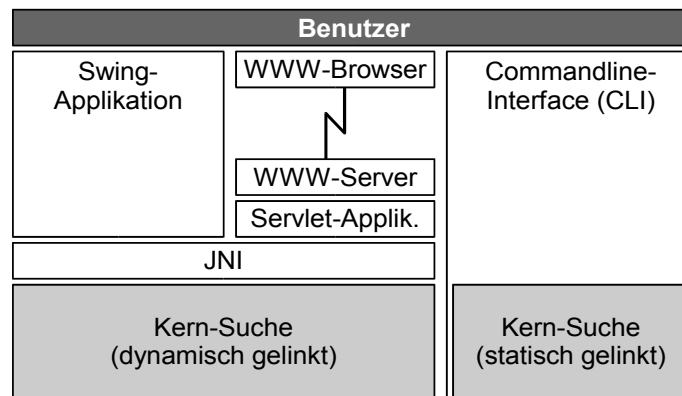 Benutzer
Swing-
Applikation
WWW-Browser
WWW-Server
Servlet-Applik.
Commandline-
Interface (CLI)
JNI
Kern-Suche
(dynamisch gelinkt)
Kern-Suche
(statisch gelinkt)